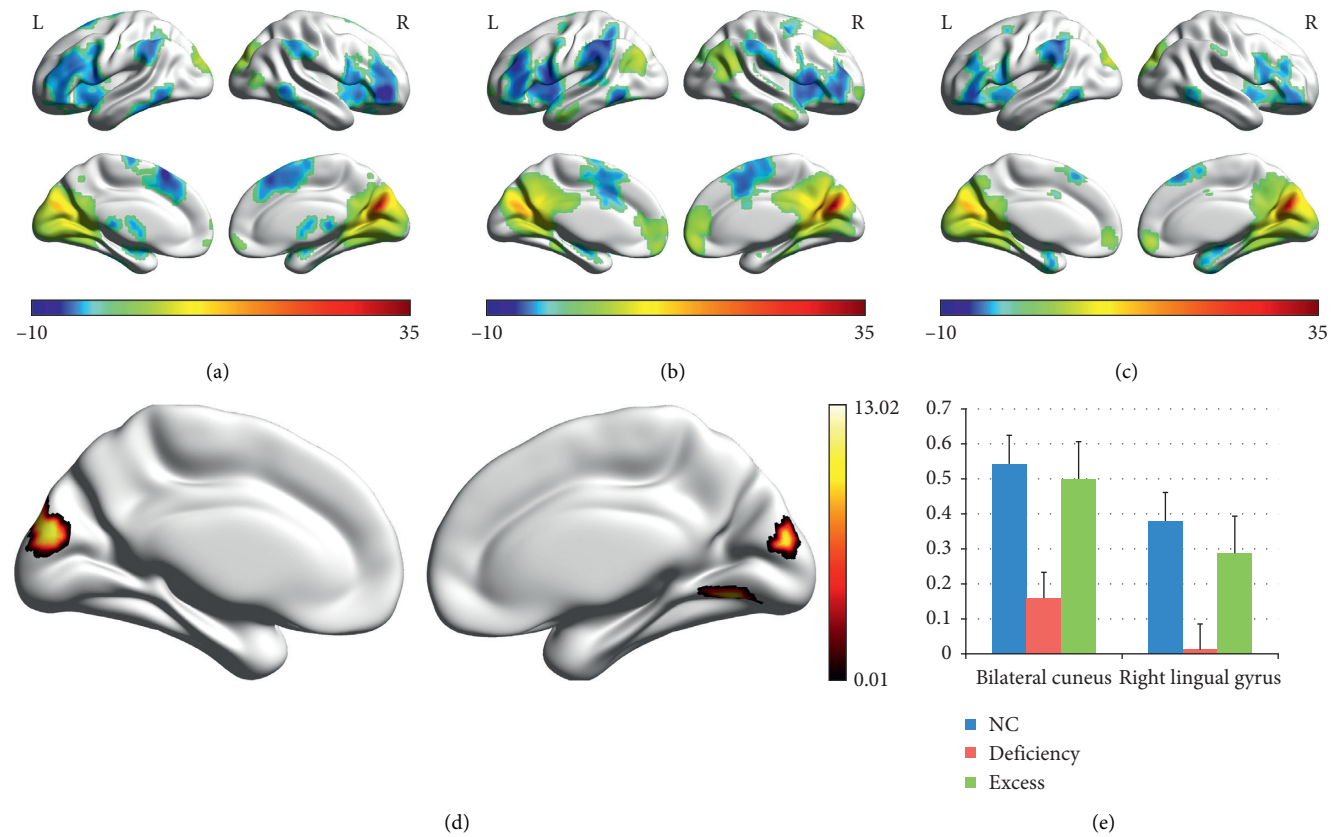 L R
L R
L R
–10 35
–10 35
–10 35
(a)
(b)
(c)
13.02
0.01
0.7
0.6
0.5
0.4
0.3
0.2
0.1
0
Bilateral cuneus Right lingual gyrus
NC
Deficiency
Excess
(d)
(e)